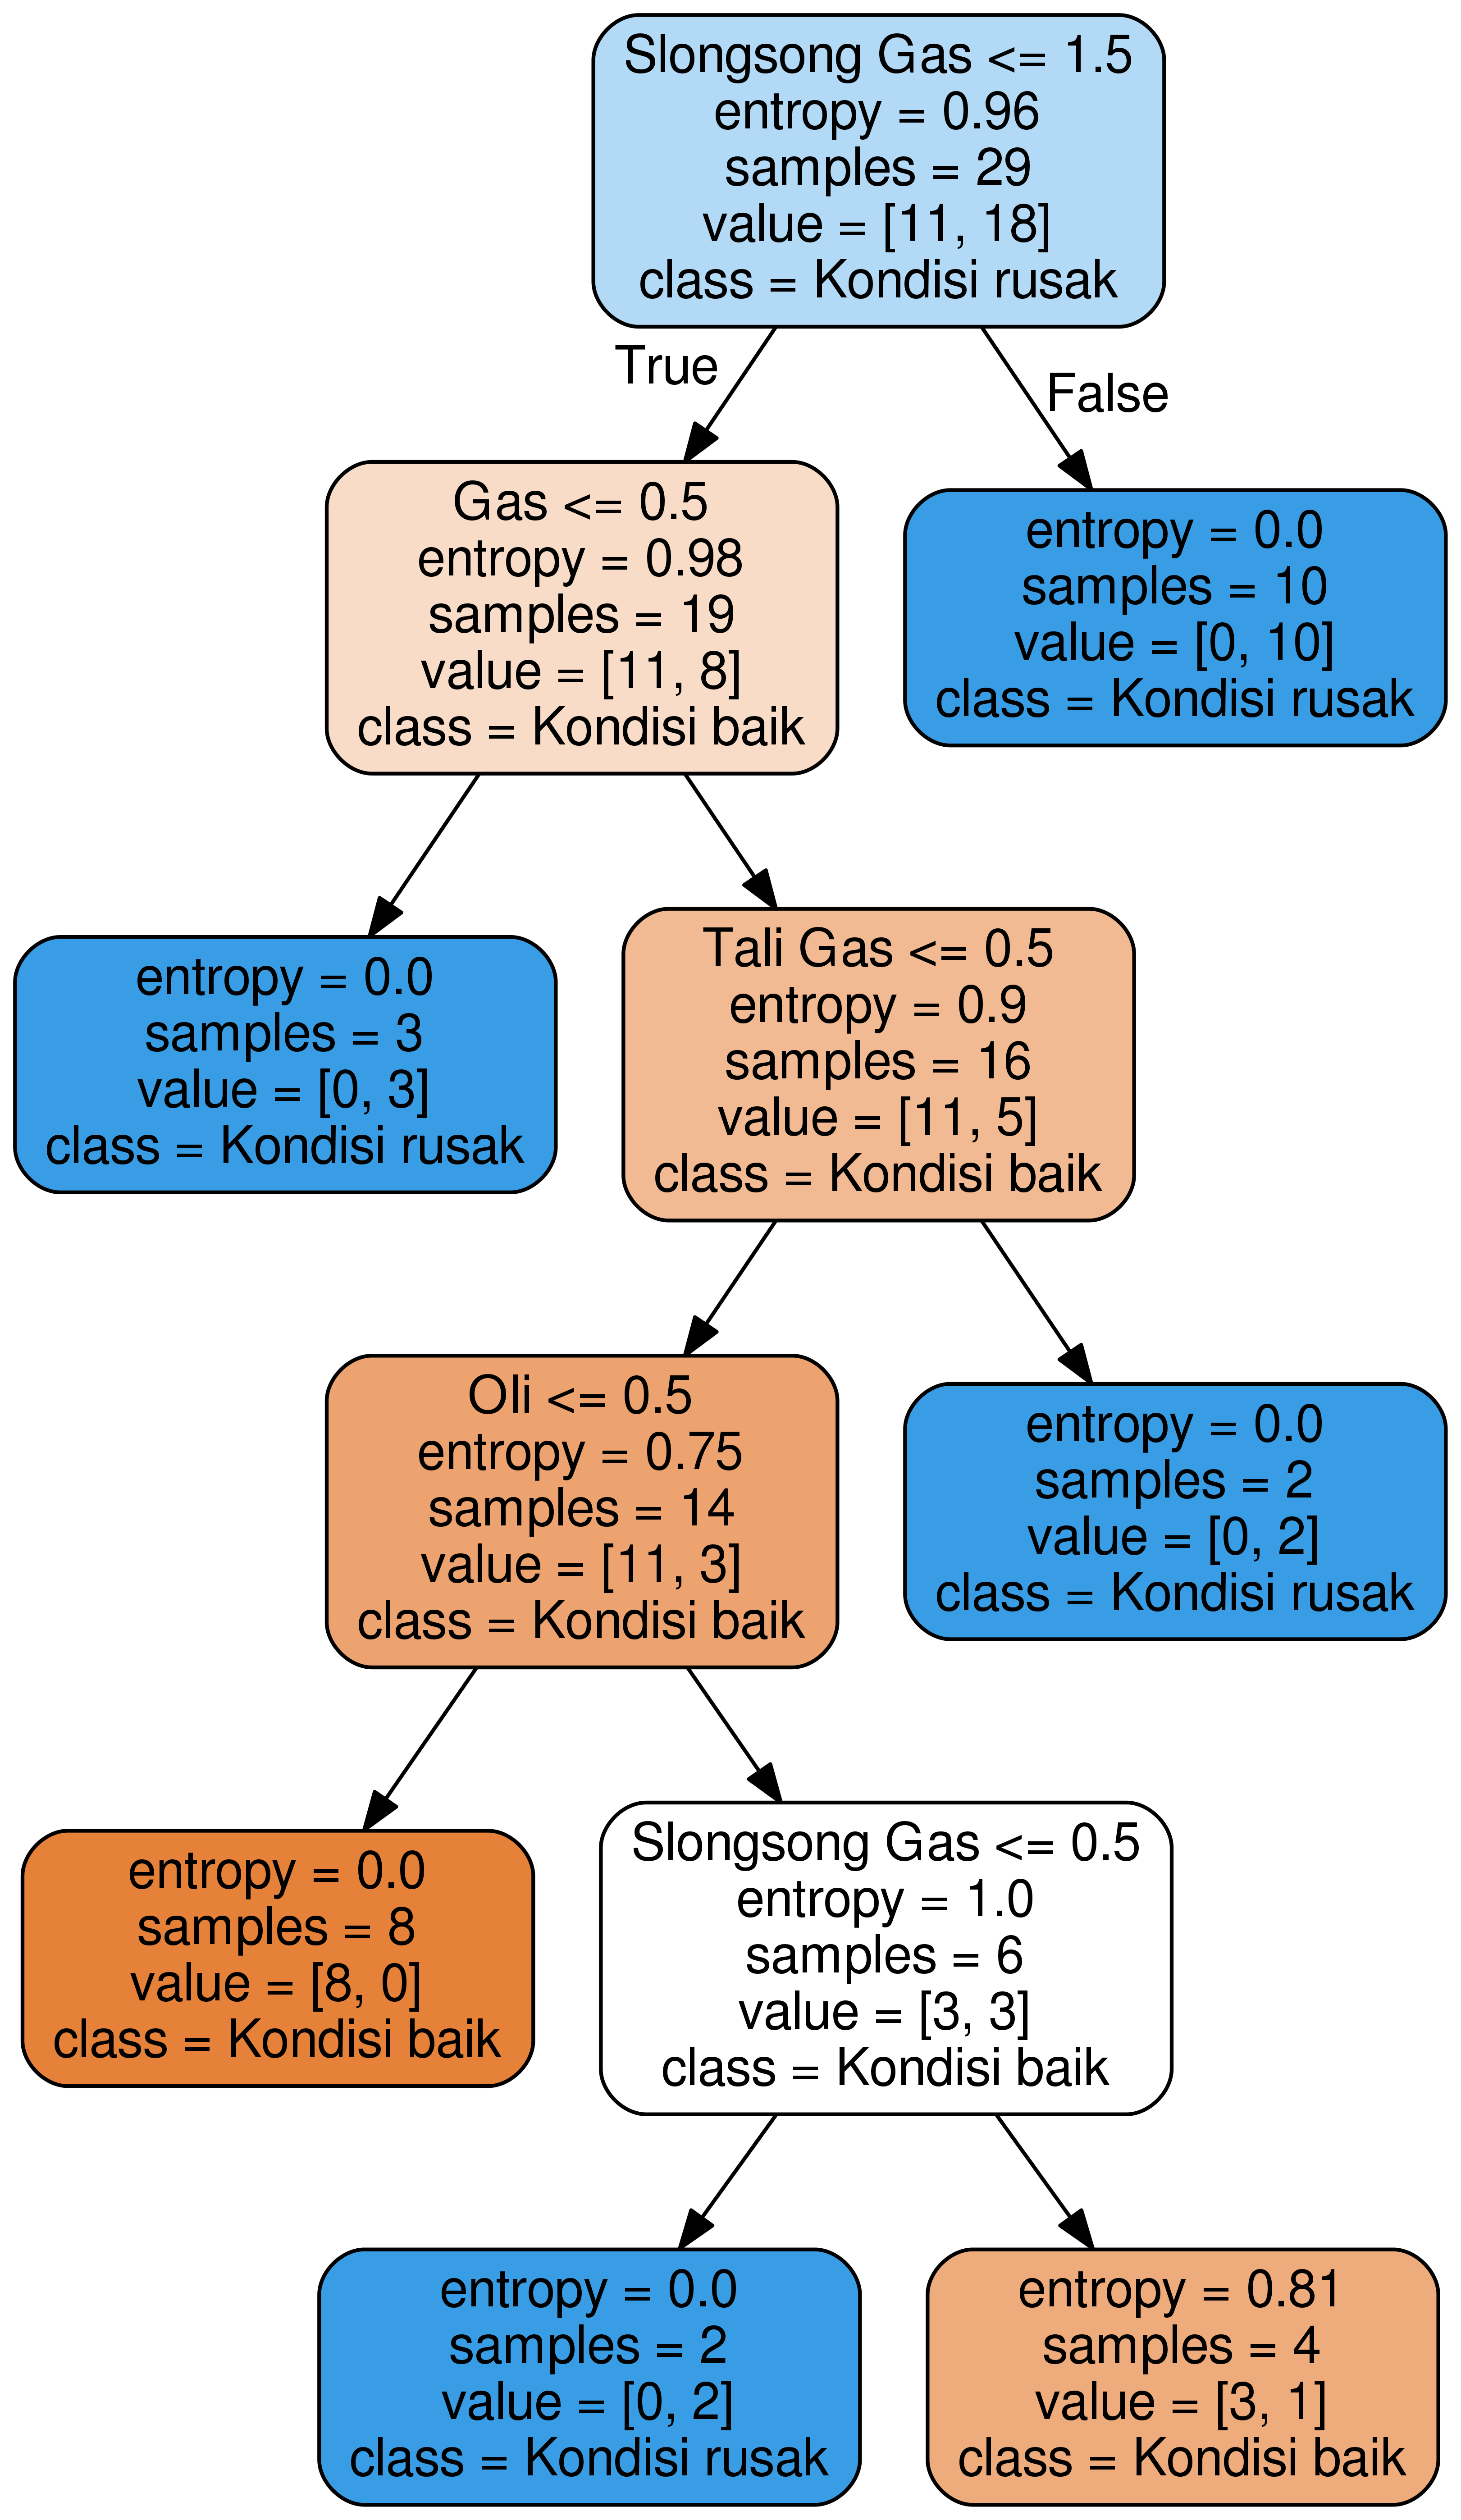 Slongsong Gas <= 1.5
entropy = 0.96
samples = 29
value = [11, 18]
class = Kondisi rusak
True
False
Gas <= 0.5
entropy = 0.98
samples = 19
value = [11, 8]
class = Kondisi baik
entropy = 0.0
samples = 10
value = [0, 10]
class = Kondisi rusak
entropy = 0.0
samples = 3
value = [0, 3]
class = Kondisi rusak
Tali Gas <= 0.5
entropy = 0.9
samples = 16
value = [11, 5]
class = Kondisi baik
Oli <= 0.5
entropy = 0.75
samples = 14
value = [11, 3]
class = Kondisi baik
entropy = 0.0
samples = 2
value = [0, 2]
class = Kondisi rusak
entropy = 0.0
samples = 8
value = [8, 0]
class = Kondisi baik
Slongsong Gas <= 0.5
entropy = 1.0
samples = 6
value = [3, 3]
class = Kondisi baik
entropy = 0.0
samples = 2
value = [0, 2]
class = Kondisi rusak
entropy = 0.81
samples = 4
value = [3, 1]
class = Kondisi baik